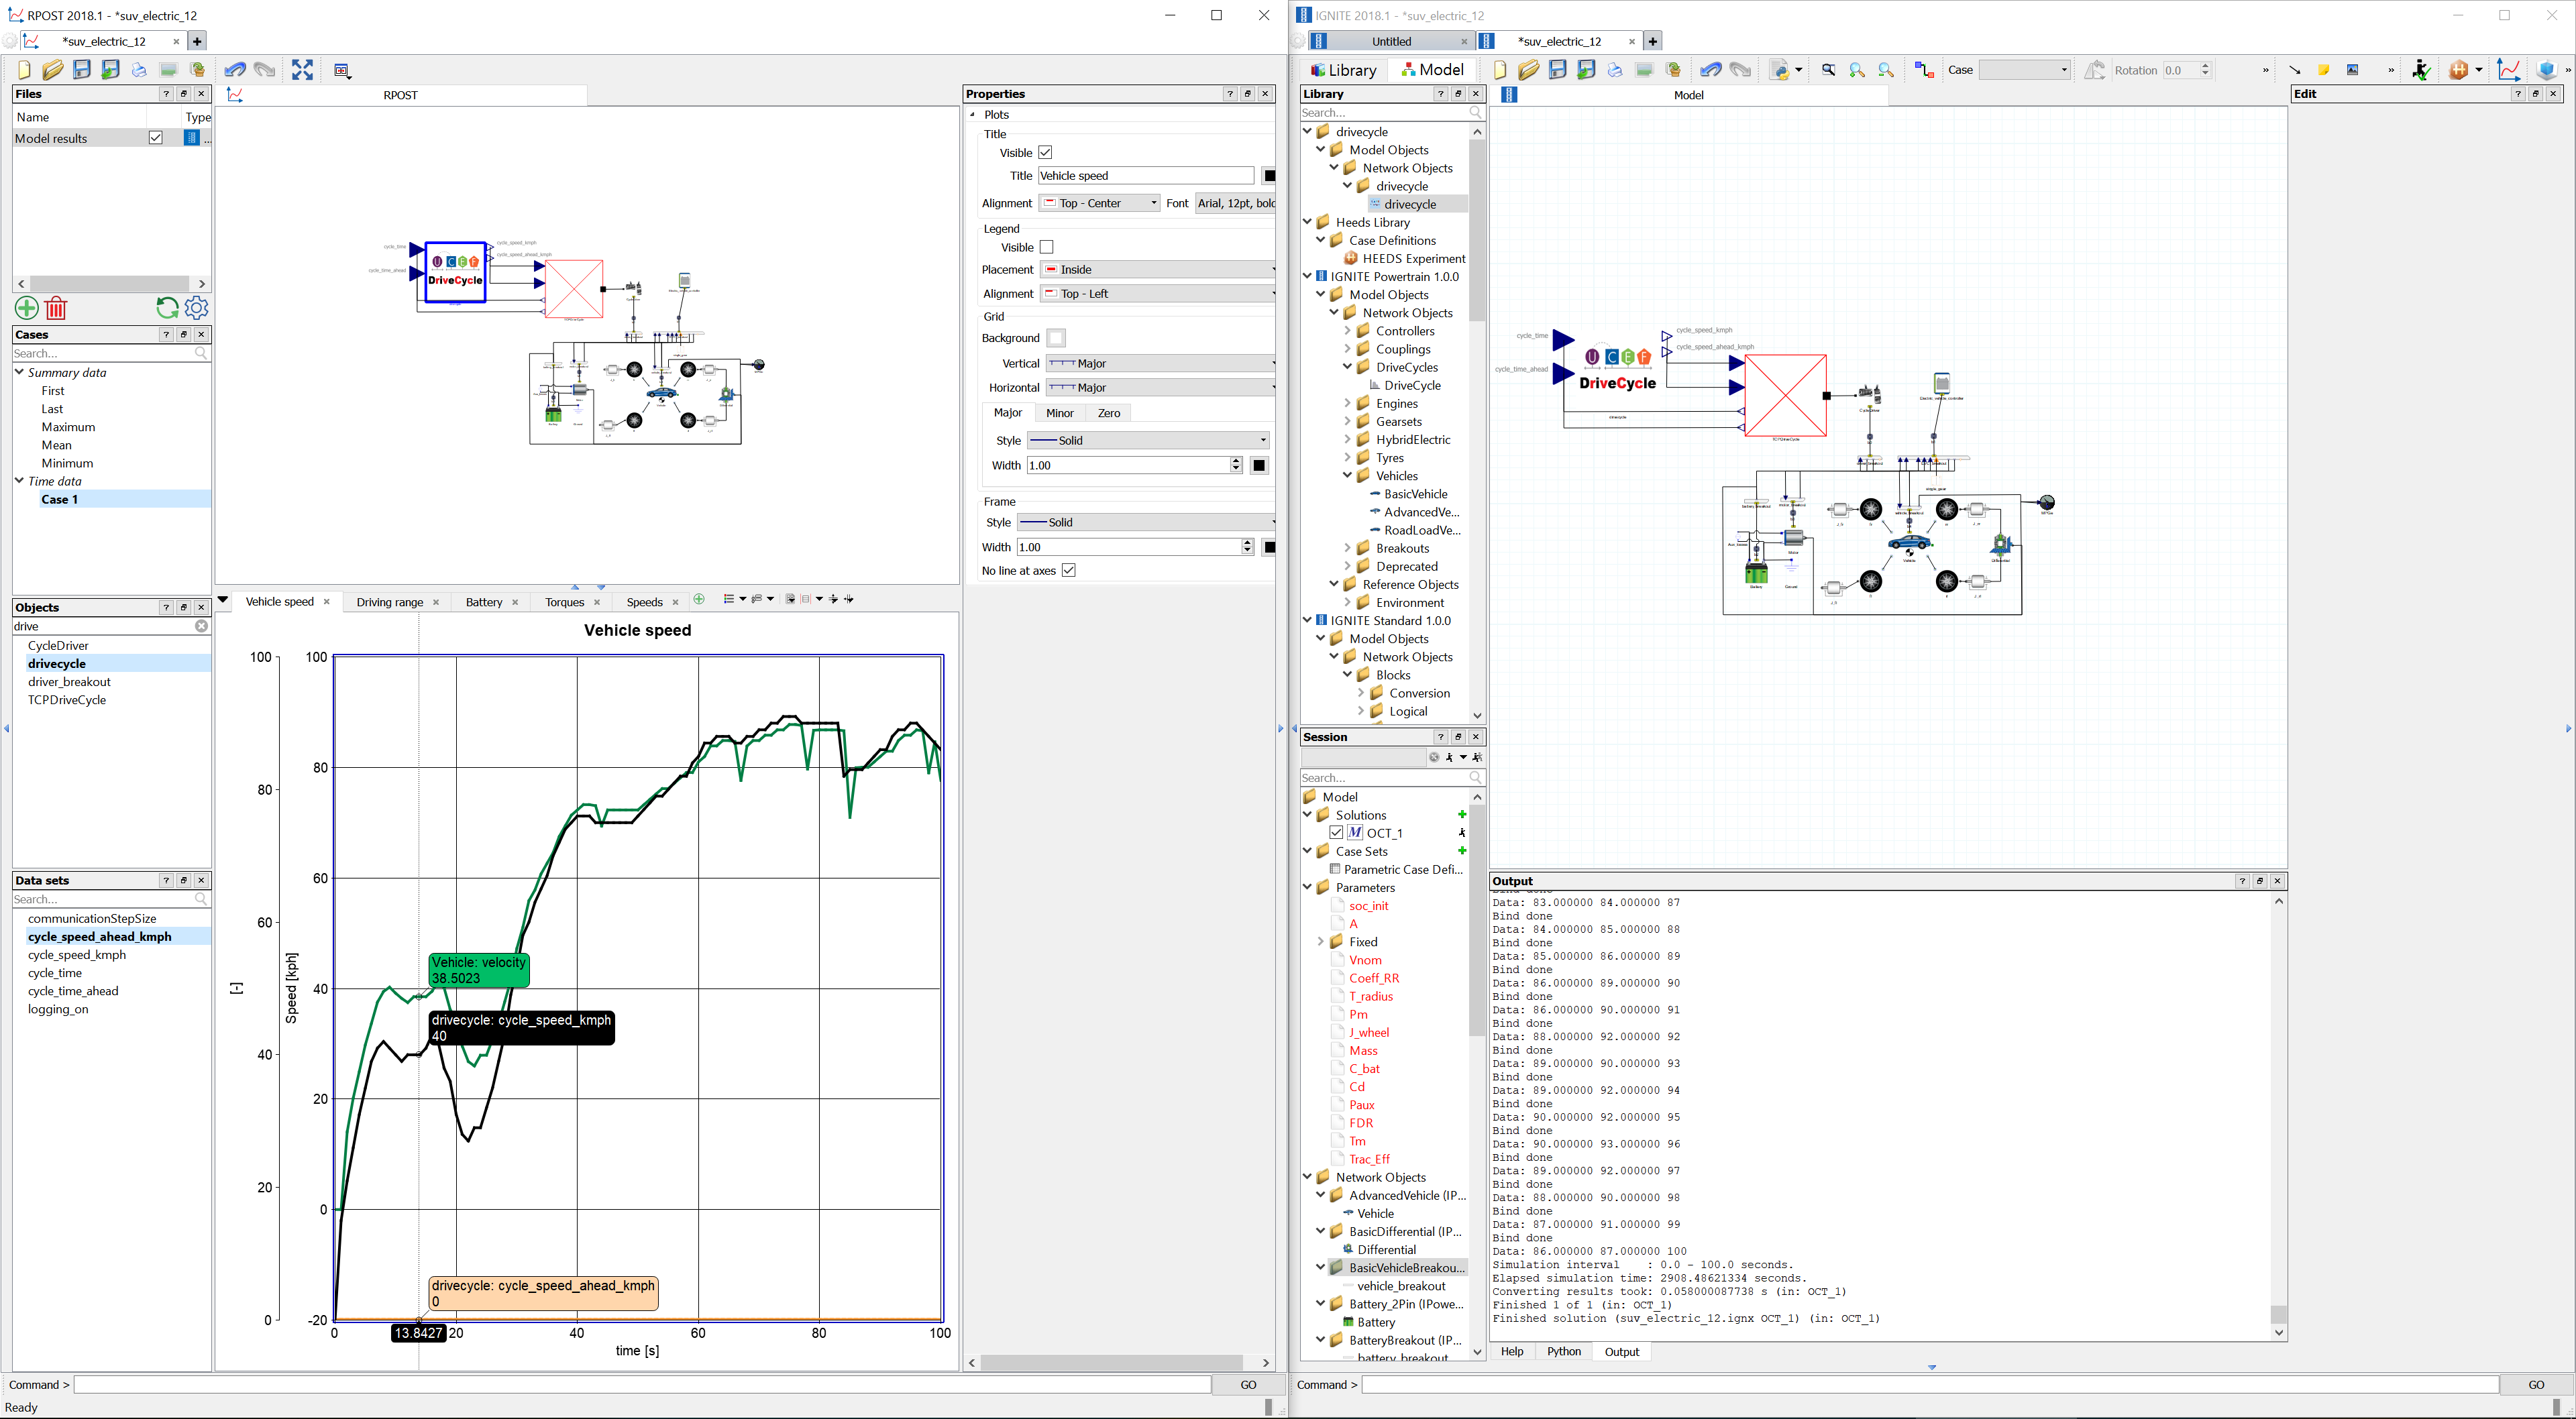 RPOST 2018.1 - *suv_electric_12
*suv_electric_12
Files
Name Type
Model results ...
Cases
Search...
Summary data
First
Last
Maximum
Mean
Minimum
Time data
Case 1
Objects
drive
CycleDriver
drivecycle
driver_breakout
TCPDriveCycle
Data sets
Search...
communicationStepSize
cycle_speed_ahead_kmph
cycle_speed_kmph
cycle_time
cycle_time_ahead
logging_on
RPOST
cycle_time
cycle_time_ahead
cycle_speed_kmph
cycle_speed_ahead_kmph
UCEF
DriveCycle
Vehicle speed
Driving range
Battery
Torques
Speeds
Vehicle speed
100
80
60
40
20
0
[-]
100
80
60
40
20
0
-20
Speed [kph]
Vehicle: velocity
38.5023
drivecycle: cycle_speed_kmph
40
drivecycle: cycle_speed_ahead_kmph
0
0 13.8427 20 40 60 80 100
time [s]
Properties
Plots
Title
Visible
Title Vehicle speed
Alignment Top - Center Font Arial, 12pt, bold
Legend
Visible
Placement Inside
Alignment Top - Left
Grid
Background
Vertical Major
Horizontal Major
Major Minor Zero
Style Solid
Width 1.00
Frame
Style Solid
Width 1.00
No line at axes
Command > GO
Ready
IGNITE 2018.1 - *suv_electric_12
Untitled
*suv_electric_12
Library Model Case Rotation 0.0
Library
Search...
drivecycle
Model Objects
Network Objects
drivecycle
drivecycle
Heeds Library
Case Definitions
HEEDS Experiment
IGNITE Powertrain 1.0.0
Model Objects
Network Objects
Controllers
Couplings
DriveCycles
DriveCycle
Engines
Gearsets
HybridElectric
Tyres
Vehicles
BasicVehicle
AdvancedVe...
RoadLoadVe...
Breakouts
Deprecated
Reference Objects
Environment
IGNITE Standard 1.0.0
Model Objects
Network Objects
Blocks
Conversion
Logical
Session
Search...
Model
Solutions
OCT_1
Case Sets
Parametric Case Defi...
Parameters
soc_init
A
Fixed
Vnom
Coeff_RR
T_radius
Pm
J_wheel
Mass
C_bat
Cd
Paux
FDR
Tm
Trac_Eff
Network Objects
AdvancedVehicle (IP...
Vehicle
BasicDifferential (IP...
Differential
BasicVehicleBreakou...
vehicle_breakout
Battery_2Pin (IPowe...
Battery
BatteryBreakout (IP...
battery_breakout
Model
cycle_time
cycle_time_ahead
cycle_speed_kmph
cycle_speed_ahead_kmph
UCEF
DriveCycle
drivecycle
TCPDriveCycle
CycleDriver
Edit
Output
Bind done
Data: 83.000000 84.000000 87
Bind done
Data: 84.000000 85.000000 88
Bind done
Data: 85.000000 86.000000 89
Bind done
Data: 86.000000 89.000000 90
Bind done
Data: 86.000000 90.000000 91
Bind done
Data: 88.000000 92.000000 92
Bind done
Data: 89.000000 90.000000 93
Bind done
Data: 89.000000 92.000000 94
Bind done
Data: 90.000000 92.000000 95
Bind done
Data: 90.000000 93.000000 96
Bind done
Data: 89.000000 92.000000 97
Bind done
Data: 88.000000 90.000000 98
Bind done
Data: 87.000000 91.000000 99
Bind done
Data: 86.000000 87.000000 100
Simulation interval : 0.0 - 100.0 seconds.
Elapsed simulation time: 2908.48621334 seconds.
Converting results took: 0.058000087738 s (in: OCT_1)
Finished 1 of 1 (in: OCT_1)
Finished solution (suv_electric_12.ignx OCT_1) (in: OCT_1)
Help Python Output
Command > GO